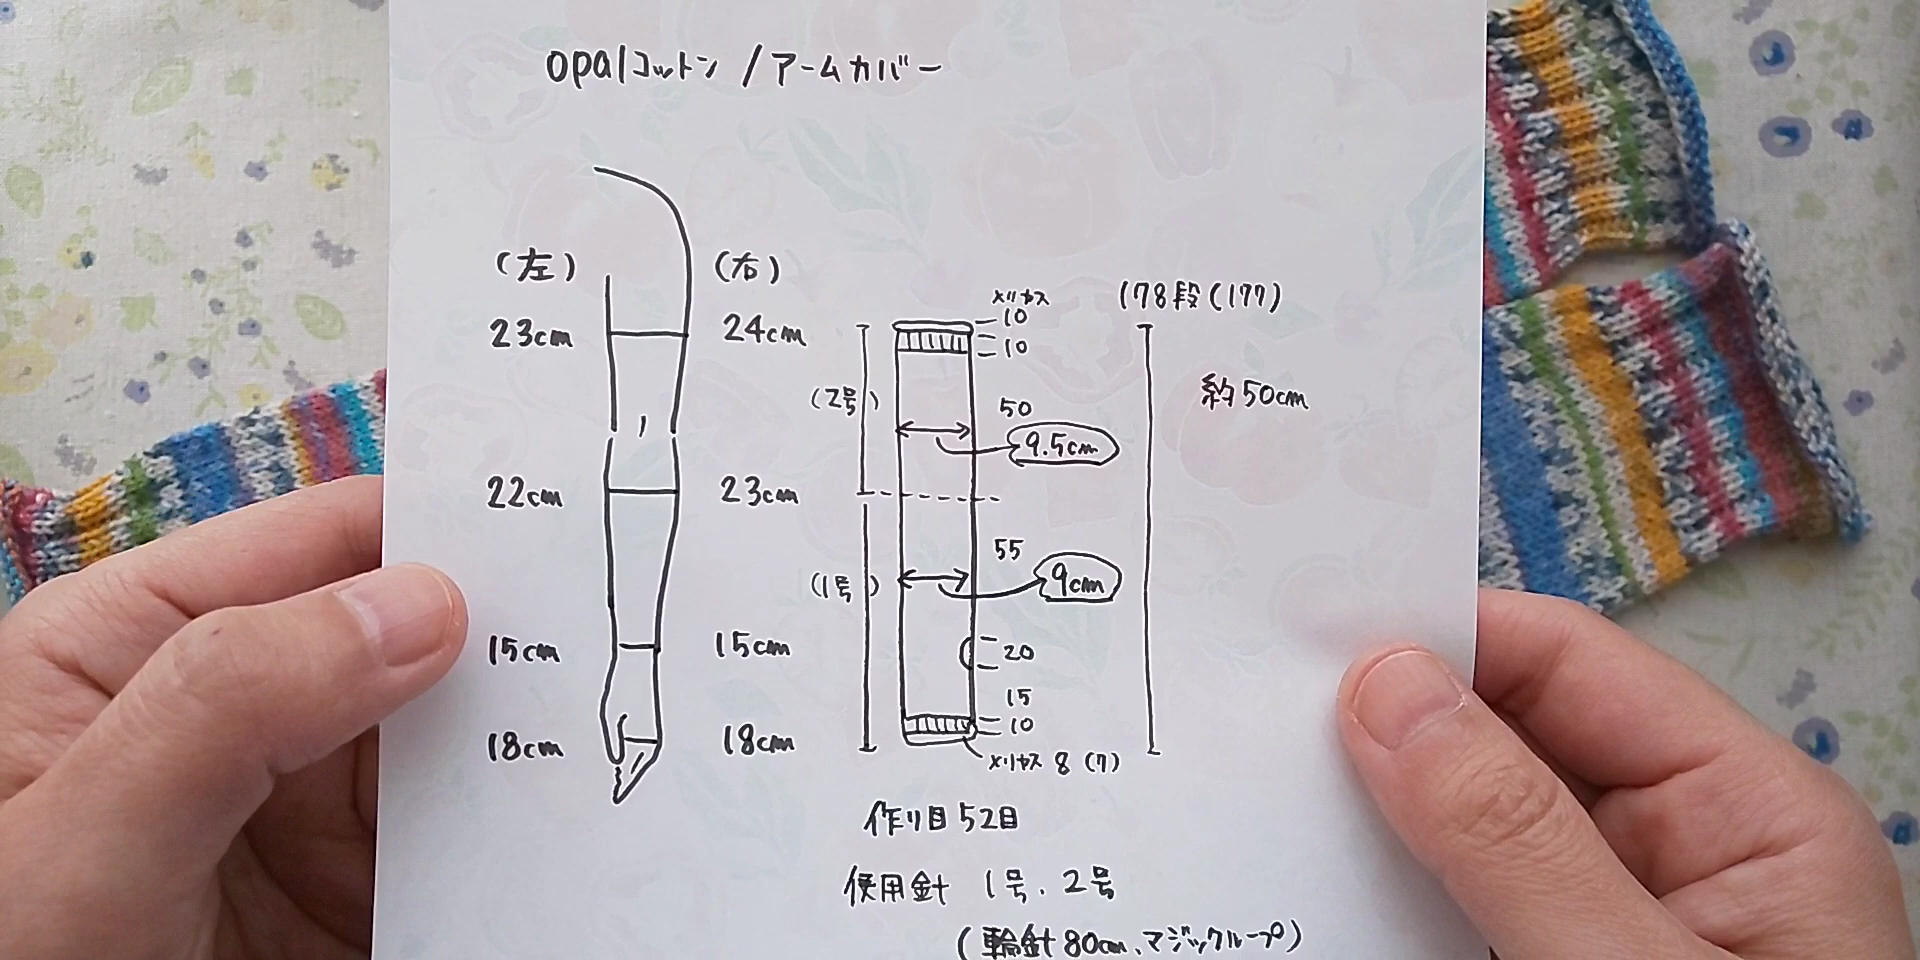 opalコットン /アームカバー
(左) (右)
23cm 24cm
22cm 23cm
15cm 15cm
18cm 18cm
メリヤス
10
10
(2号)
50
9.5cm
55
(1号)
9cm
20
15
10
メリヤス 8 (7)
178段(177)
約50cm
作り目 52目
使用針 1号、2号
(輪針80cm、マジックループ)